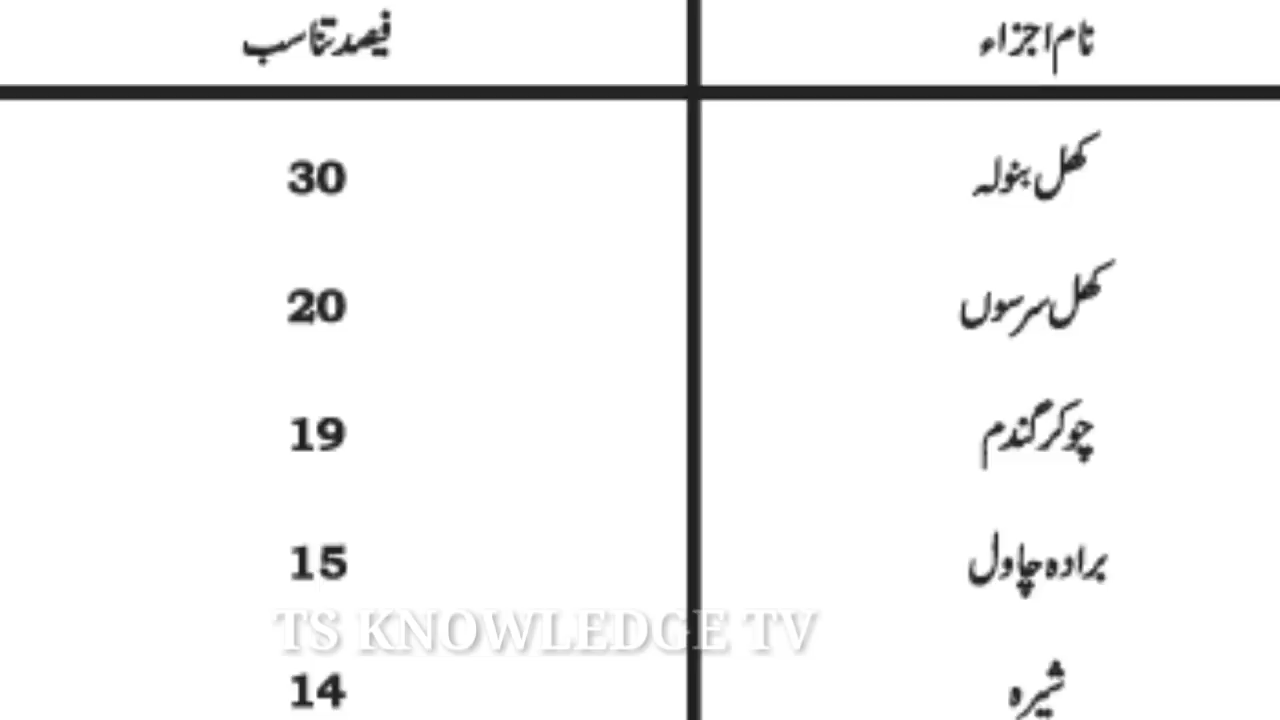 نام اجزاء فیصد تناسب
کھل بنولہ 30
کھل سرسوں 20
چوکر گندم 19
برادہ چاول 15
TS KNOWLEDGE TV
شیرہ 14